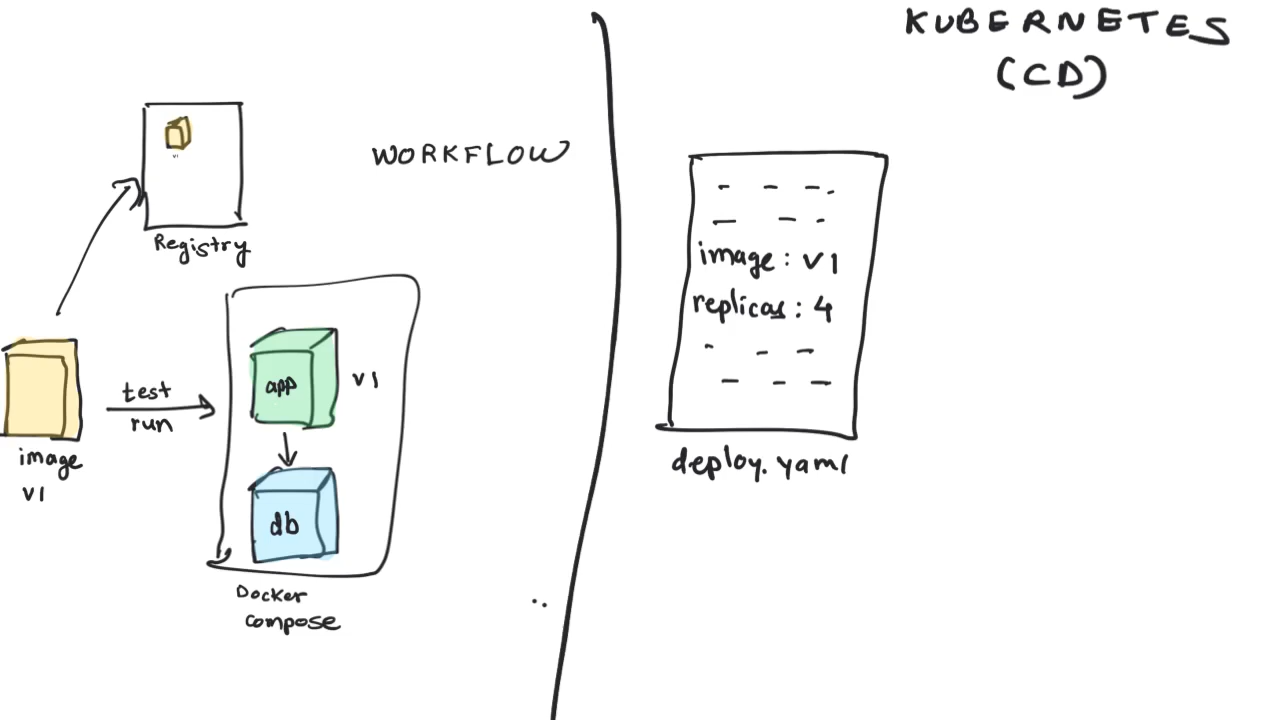 KUBERNETES
(CD)
WORKFLOW
v1
Registry
test
run
image
v1
app
v1
db
Docker
compose
image: v1
replicas: 4
deploy.yaml